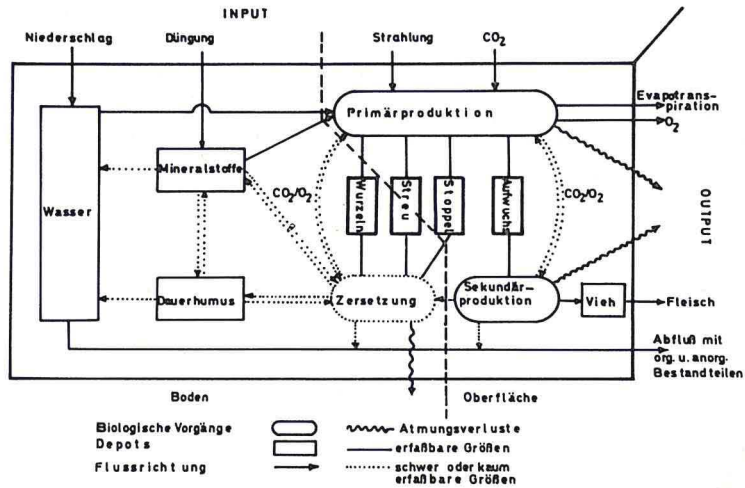 INPUT
Niederschlag
Düngung
Strahlung
CO2
Primärproduktion
Evapotrans-
piration
O2
Mineralstoffe
CO2/O2
Wurzeln
Streu
Stoppel
Aufwuchs
CO2/O2
Wasser
OUTPUT
Dauerhumus
Zersetzung
Sekundär-
produktion
Vieh
Fleisch
Abfluß mit
org. u. anorg.
Bestandteilen
Boden
Oberfläche
Biologische Vorgänge
Atmungsverluste
Depots
erfaßbare Größen
Flussrichtung
schwer oder kaum
erfaßbare Größen